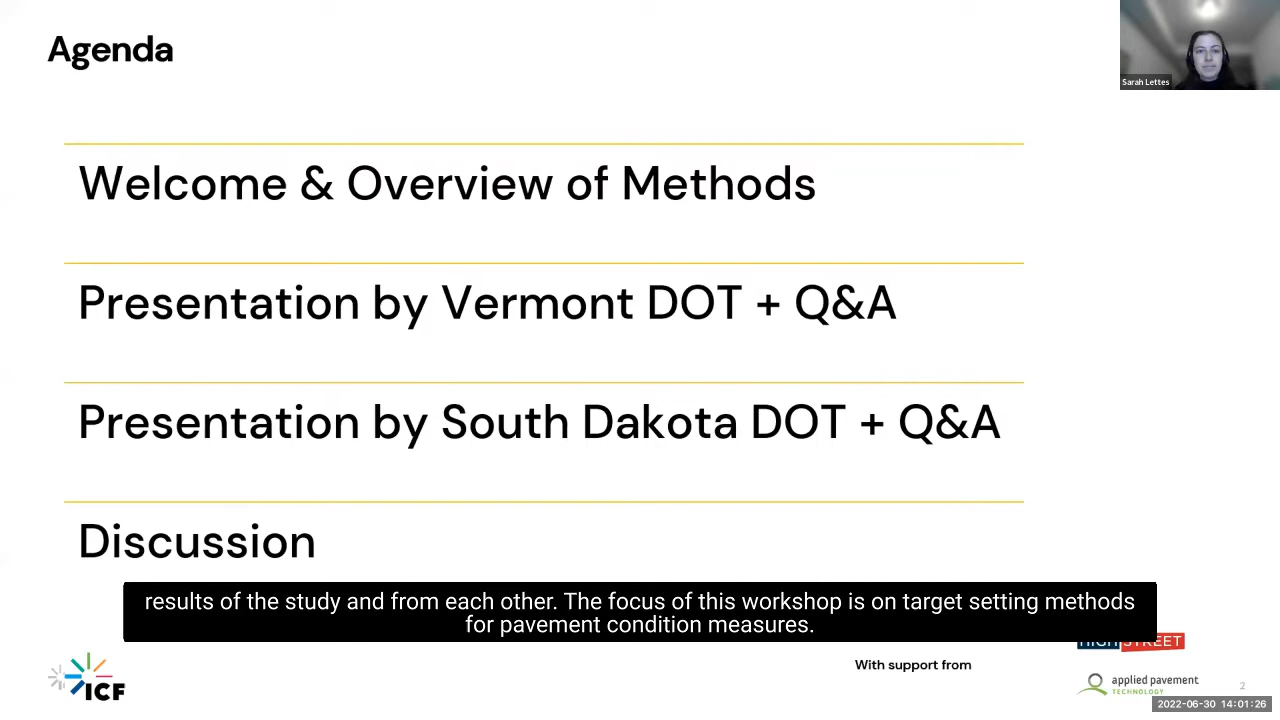 Agenda
Sarah Lettes
Welcome & Overview of Methods
Presentation by Vermont DOT + Q&A
Presentation by South Dakota DOT + Q&A
Discussion
results of the study and from each other. The focus of this workshop is on target setting methods
for pavement condition measures.
HIGH STREET
With support from
ICF
applied pavement
TECHNOLOGY
2
2022-06-30 14:01:26